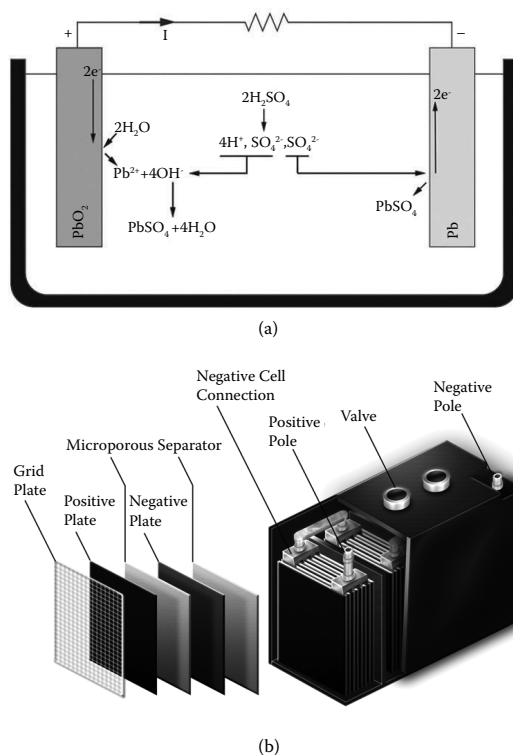 +
I
−
2e⁻
2H₂O
Pb²⁺+4OH⁻
PbSO₄+4H₂O
PbO₂
2H₂SO₄
4H⁺, SO₄²⁻,SO₄²⁻
2e⁻
PbSO₄
Pb
(a)
Negative Cell
Connection
Positive
Pole
Valve
Negative
Pole
Microporous Separator
Grid
Plate
Positive
Plate
Negative
Plate
(b)